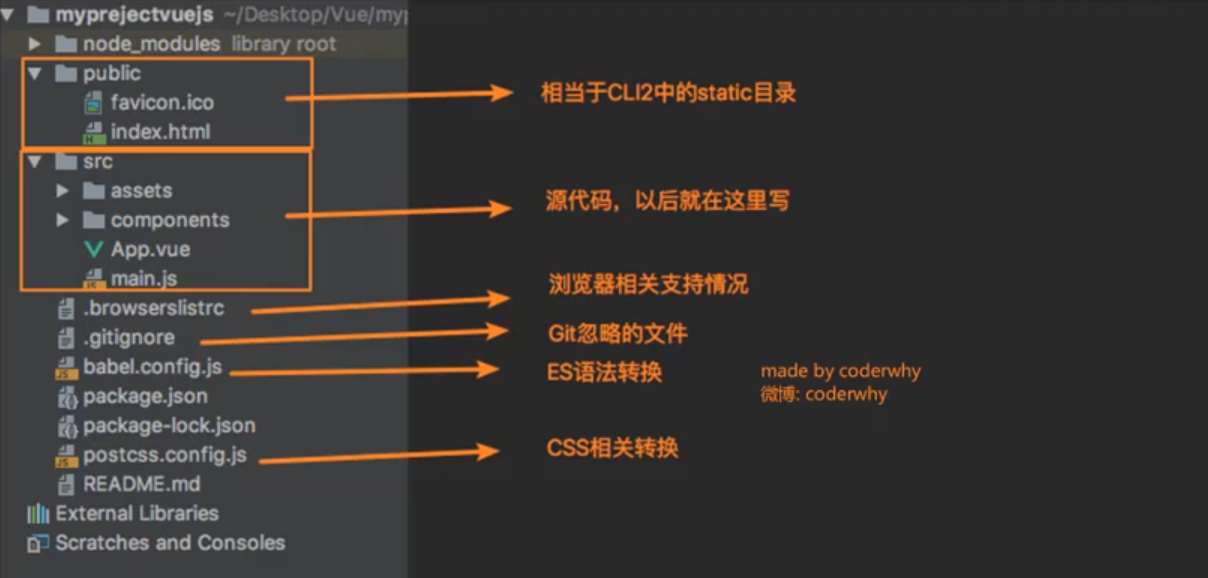 myprejectvuejs ~/Desktop/Vue/myp
node_modules library root
public
favicon.ico
index.html
相当于CLI2中的static目录
src
assets
components
App.vue
main.js
源代码，以后就在这里写
.browserslistrc
浏览器相关支持情况
.gitignore
Git忽略的文件
babel.config.js
ES语法转换
made by coderwhy
微博: coderwhy
package.json
package-lock.json
postcss.config.js
CSS相关转换
README.md
External Libraries
Scratches and Consoles